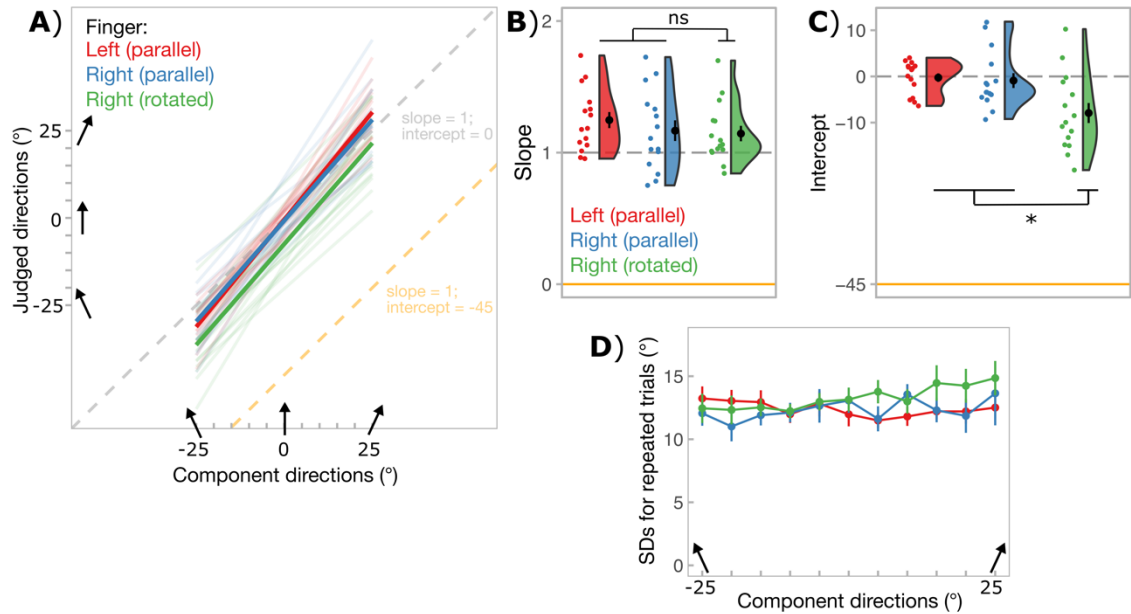 A)
Finger:
Left (parallel)
Right (parallel)
Right (rotated)
Judged directions (°)
25
0
-25
slope = 1;
intercept = 0
slope = 1;
intercept = -45
-25
0
25
Component directions (°)
B)
2
1
0
Slope
ns
Left (parallel)
Right (parallel)
Right (rotated)
C)
10
0
-10
-45
Intercept
*
D)
SDs for repeated trials (°)
15
10
5
0
-25
25
Component directions (°)